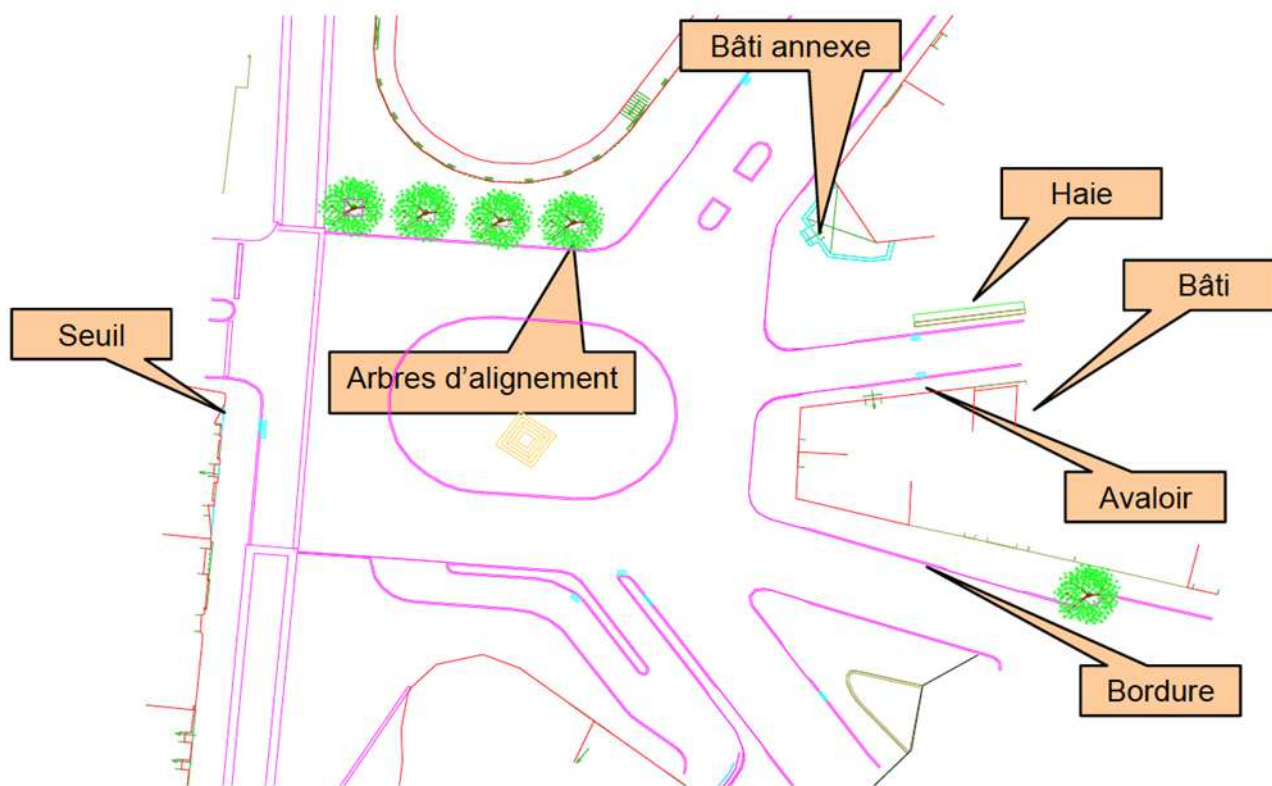 Bâti annexe
Haie
Bâti
Seuil
Arbres d’alignement
Avaloir
Bordure